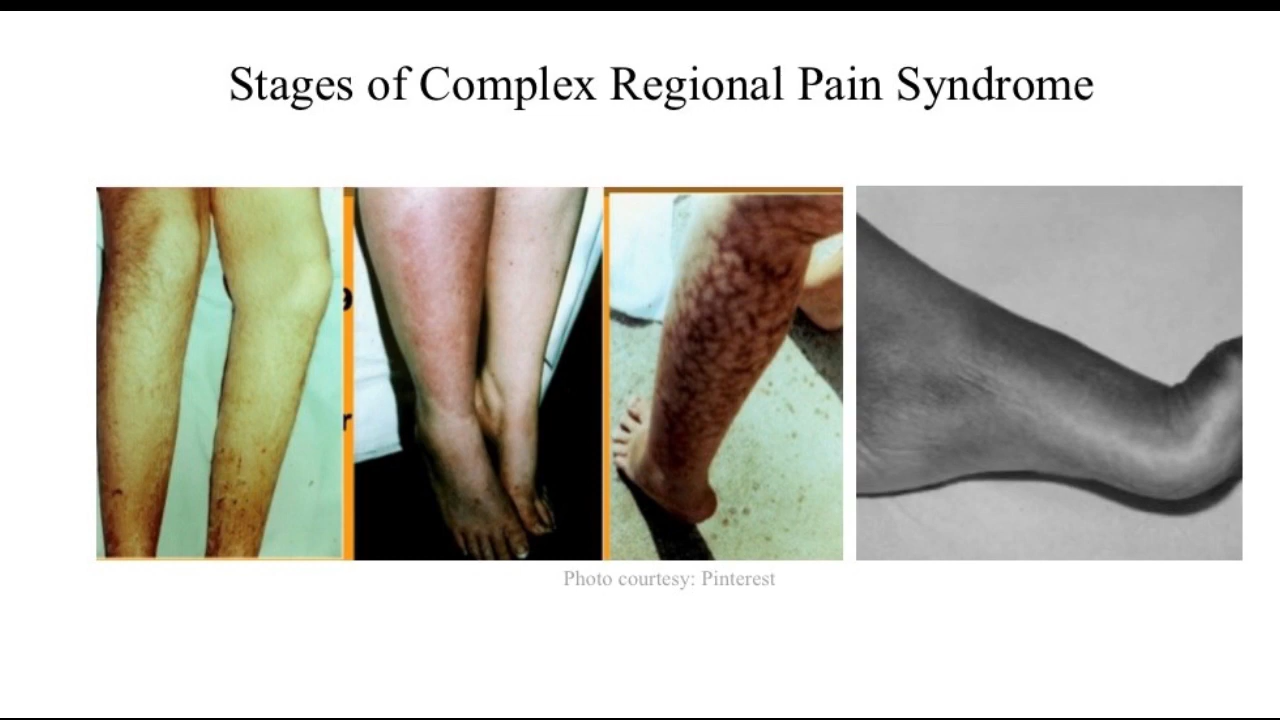 Stages of Complex Regional Pain Syndrome
Photo courtesy: Pinterest